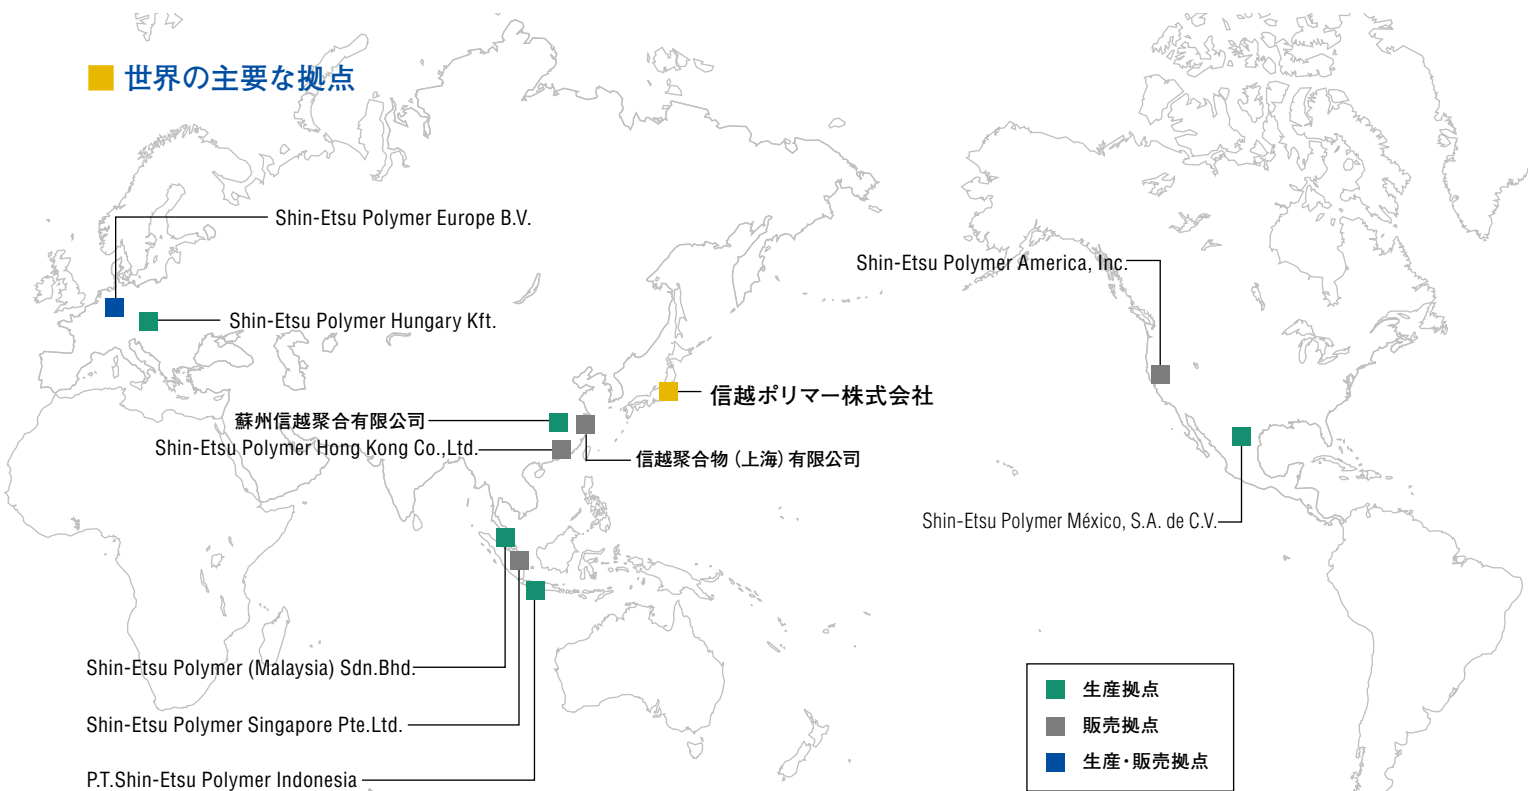 世界の主要な拠点
Shin-Etsu Polymer Europe B.V.
Shin-Etsu Polymer America, Inc.
Shin-Etsu Polymer Hungary Kft.
信越ポリマー株式会社
蘇州信越聚合有限公司
Shin-Etsu Polymer Hong Kong Co.,Ltd.
信越聚合物（上海）有限公司
Shin-Etsu Polymer México, S.A. de C.V.
Shin-Etsu Polymer (Malaysia) Sdn.Bhd.
Shin-Etsu Polymer Singapore Pte.Ltd.
P.T.Shin-Etsu Polymer Indonesia
生産拠点
販売拠点
生産・販売拠点